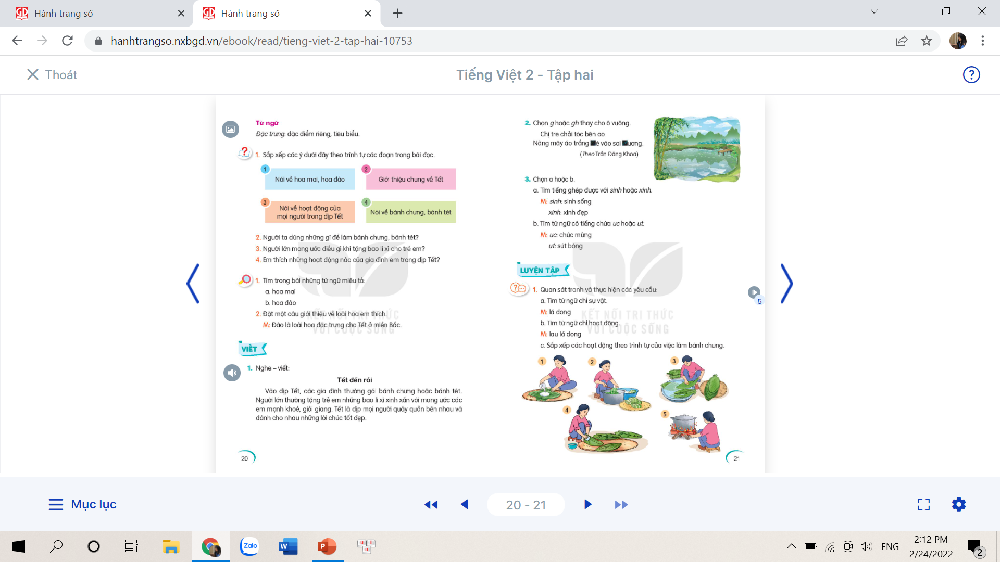 Hành trang số
Hành trang số
hanhtrangso.nxbgd.vn/ebook/read/tieng-viet-2-tap-hai-10753
Thoát
Tiếng Việt 2 - Tập hai
Từ ngữ
Đặc trưng: đặc điểm riêng, tiêu biểu.
1. Sắp xếp các ý dưới đây theo trình tự các đoạn trong bài đọc.
1
Nói về hoa mai, hoa đào
2
Giới thiệu chung về Tết
3
Nói về hoạt động của
mọi người trong dịp Tết
4
Nói về bánh chưng, bánh tét
2. Người ta dùng những gì để làm bánh chưng, bánh tét?
3. Người lớn mong ước điều gì khi tặng bao lì xì cho trẻ em?
4. Em thích những hoạt động nào của gia đình em trong dịp Tết?
1. Tìm trong bài những từ ngữ miêu tả:
a. hoa mai
b. hoa đào
2. Đặt một câu giới thiệu về loài hoa em thích.
M: Đào là loài hoa đặc trưng cho Tết ở miền Bắc.
KẾT NỐI TRI THỨC
VỚI CUỘC SỐNG
VIẾT
1. Nghe – viết:
Tết đến rồi
Vào dịp Tết, các gia đình thường gói bánh chưng hoặc bánh tét.
Người lớn thường tặng trẻ em những bao lì xì xinh xắn với mong ước các
em mạnh khoẻ, giỏi giang. Tết là dịp mọi người quây quần bên nhau và
dành cho nhau những lời chúc tốt đẹp.
20
2. Chọn g hoặc gh thay cho ô vuông.
Chị tre chải tóc bên ao
Nàng mây áo trắng é vào soi ương.
(Theo Trần Đăng Khoa)
3. Chọn a hoặc b.
a. Tìm tiếng ghép được với sinh hoặc xinh.
M: sinh: sinh sống
xinh: xinh đẹp
b. Tìm từ ngữ có tiếng chứa uc hoặc ut.
M: uc: chúc mừng
ut: sút bóng
LUYỆN TẬP
1. Quan sát tranh và thực hiện các yêu cầu:
a. Tìm từ ngữ chỉ sự vật.
M: lá dong
b. Tìm từ ngữ chỉ hoạt động.
M: lau lá dong
c. Sắp xếp các hoạt động theo trình tự của việc làm bánh chưng.
KẾT NỐI TRI THỨC
VỚI CUỘC SỐNG
5
1
2
3
4
5
21
Mục lục
20 - 21
Zalo
ENG
2:12 PM
2/24/2022
2